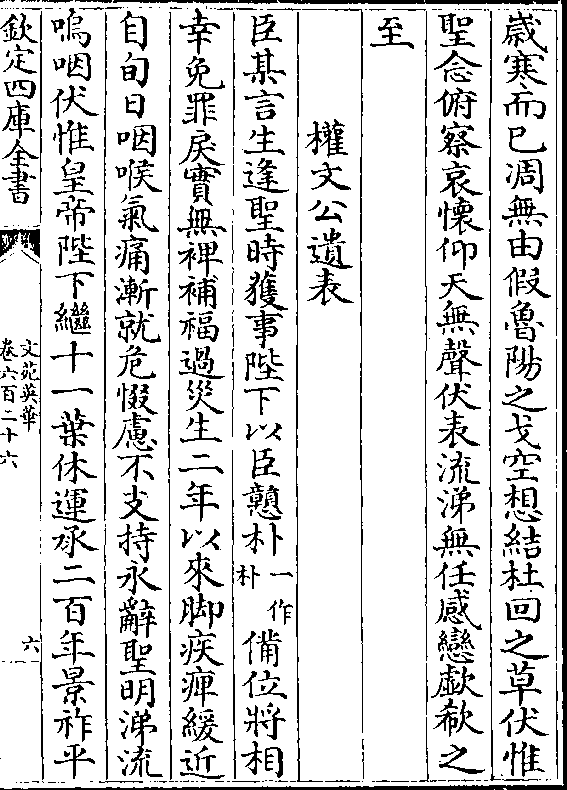 歳寒而已凋無由假魯陽之戈空想結杜回之草伏惟
聖念俯察哀懐仰天無聲伏表流涕無任感戀歔欷之
至
權文公遺表
臣某言生逢聖時獲事陛下以臣戇朴一作朴備位將相
幸免罪戾實無裨補福過災生二年以來脚疾痺緩近
自旬日咽喉氣痛漸就危惙慮不支持永辭聖明涕流
嗚咽伏惟皇帝陛下繼十一葉休運承二百年景祚平
欽定四庫全書
文苑英華
卷六百二十六
六